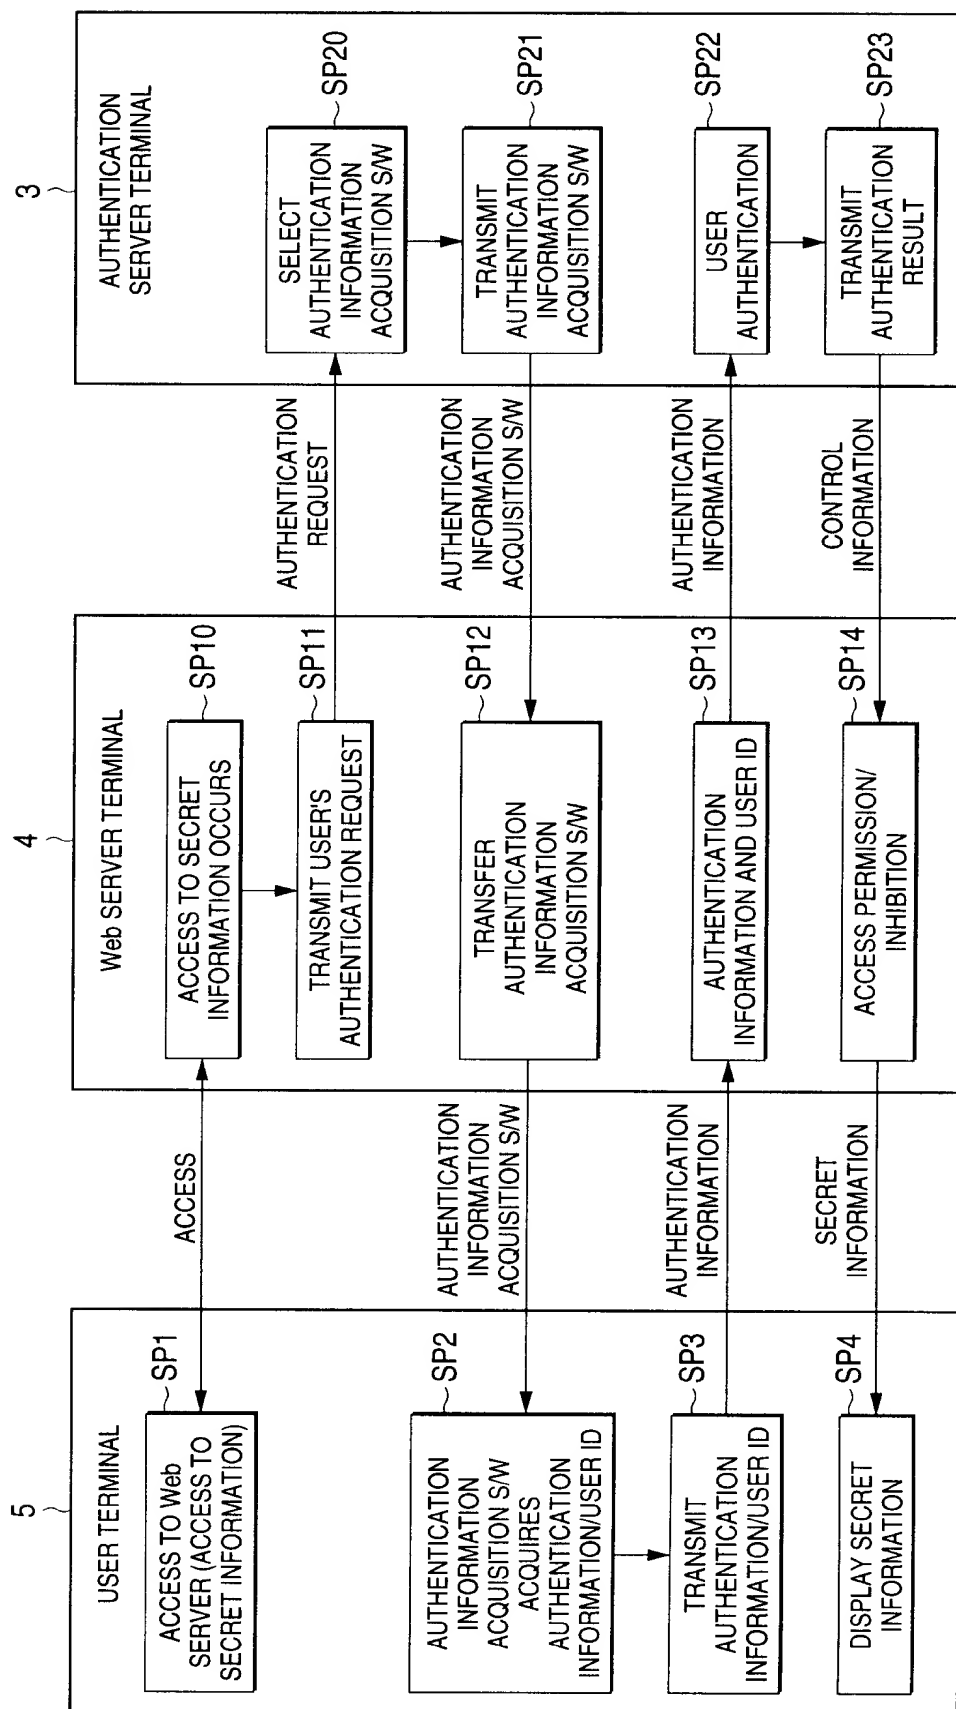 5
USER TERMINAL
SP1
ACCESS TO Web
SERVER (ACCESS TO
SECRET INFORMATION)
SP2
AUTHENTICATION
INFORMATION
ACQUISITION S/W
ACQUIRES
AUTHENTICATION
INFORMATION/USER ID
SP3
TRANSMIT
AUTHENTICATION
INFORMATION/USER ID
SP4
DISPLAY SECRET
INFORMATION
ACCESS
AUTHENTICATION
INFORMATION
ACQUISITION S/W
AUTHENTICATION
INFORMATION
SECRET
INFORMATION
4
Web SERVER TERMINAL
SP10
ACCESS TO SECRET
INFORMATION OCCURS
SP11
TRANSMIT USER'S
AUTHENTICATION REQUEST
SP12
TRANSFER
AUTHENTICATION
INFORMATION
ACQUISITION S/W
SP13
AUTHENTICATION
INFORMATION AND USER ID
SP14
ACCESS PERMISSION/
INHIBITION
AUTHENTICATION
REQUEST
AUTHENTICATION
INFORMATION
ACQUISITION S/W
AUTHENTICATION
INFORMATION
CONTROL
INFORMATION
3
AUTHENTICATION
SERVER TERMINAL
SP20
SELECT
AUTHENTICATION
INFORMATION
ACQUISITION S/W
SP21
TRANSMIT
AUTHENTICATION
INFORMATION
ACQUISITION S/W
SP22
USER
AUTHENTICATION
SP23
TRANSMIT
AUTHENTICATION
RESULT